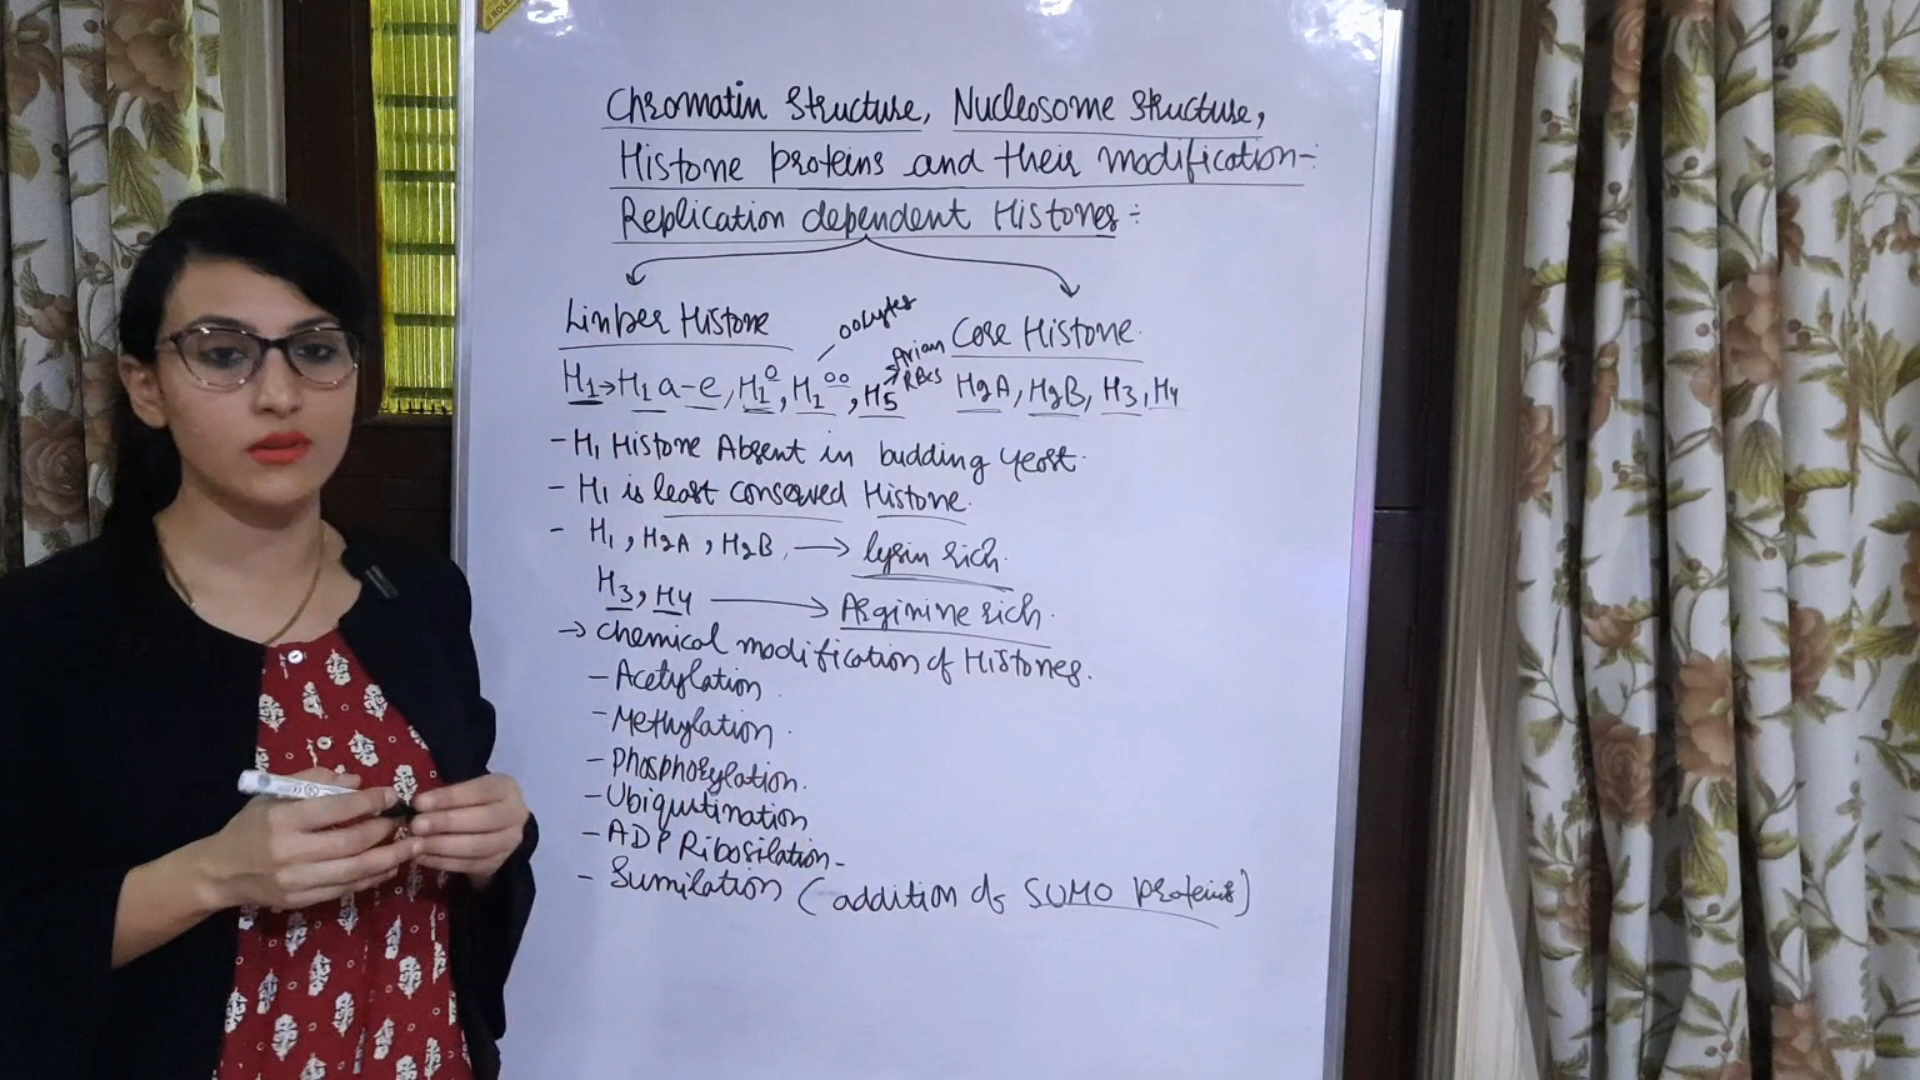 Chromatin Structure, Nucleosome Structure,
Histone proteins and their modification-:
Replication dependent Histones :-
Linker Histone
oocytes
Core Histone.
H1→H1 a-e, H1°, H1°°, H5
Avian RBCs
H2A, H2B, H3, H4
- H1 Histone Absent in budding yeast.
- H1 is least conserved Histone.
- H1, H2A, H2B, → lysin rich.
H3, H4 → Arginine rich.
→ Chemical modification of Histones.
- Acetylation.
- Methylation.
- Phosphorylation.
- Ubiqutination
- ADP Ribosilation-
- Sumilation (addition of SUMO proteins)